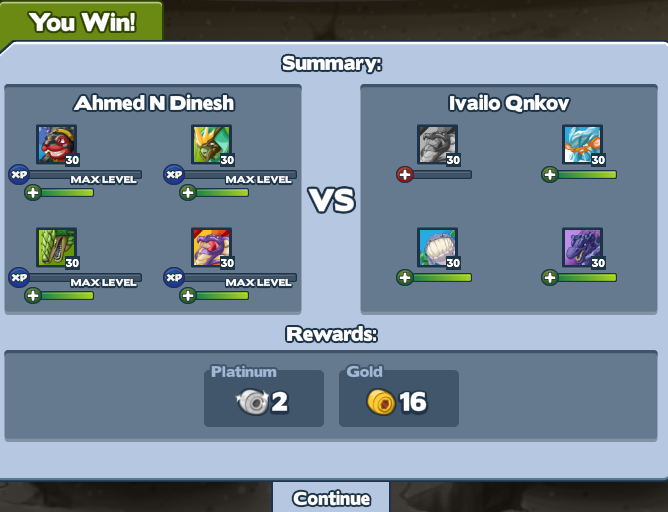 You Win!
Summary:
Ahmed N Dinesh
30
30
XP MAX LEVEL
XP MAX LEVEL
30
30
XP MAX LEVEL
XP MAX LEVEL
VS
Ivailo Qnkov
30
30
30
30
Rewards:
Platinum
2
Gold
16
Continue